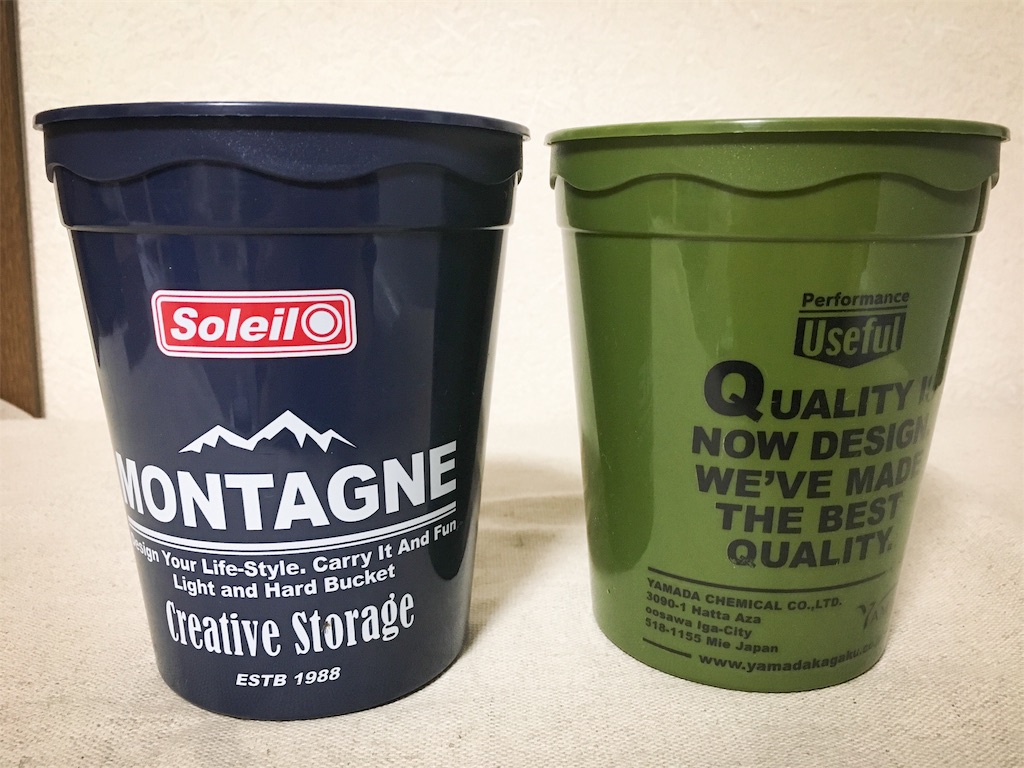 Soleil
MONTAGNE
Design Your Life-Style. Carry It And Fun
Light and Hard Bucket
Creative Storage
ESTB 1988
Performance
Useful
QUALITY IS
NOW DESIGN
WE'VE MADE
THE BEST
QUALITY.
YAMADA CHEMICAL CO.,LTD.
3090-1 Hatta Aza
oosawa Iga-City
518-1155 Mie Japan
www.yamadakagaku.